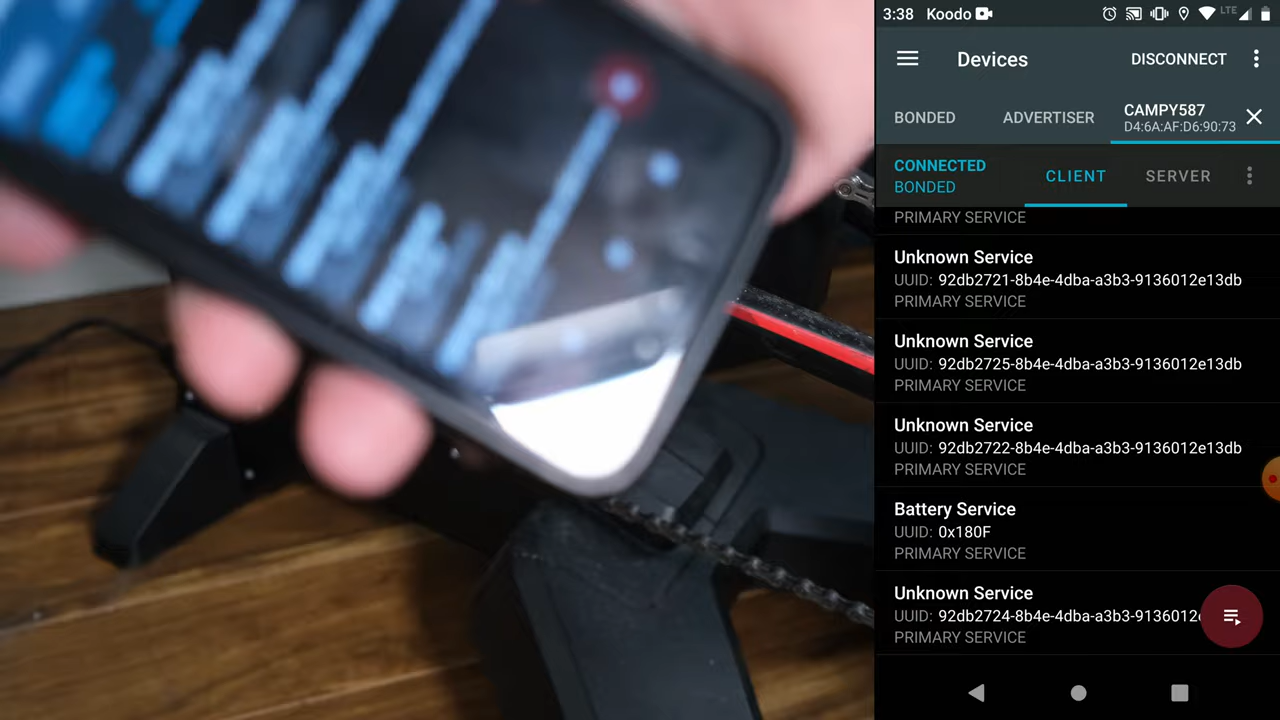 3:38 Koodo LTE
Devices DISCONNECT
BONDED ADVERTISER CAMPY587
D4:6A:AF:D6:90:73
CONNECTED
BONDED
CLIENT SERVER
PRIMARY SERVICE
Unknown Service
UUID: 92db2721-8b4e-4dba-a3b3-9136012e13db
PRIMARY SERVICE
Unknown Service
UUID: 92db2725-8b4e-4dba-a3b3-9136012e13db
PRIMARY SERVICE
Unknown Service
UUID: 92db2722-8b4e-4dba-a3b3-9136012e13db
PRIMARY SERVICE
Battery Service
UUID: 0x180F
PRIMARY SERVICE
Unknown Service
UUID: 92db2724-8b4e-4dba-a3b3-9136012
PRIMARY SERVICE